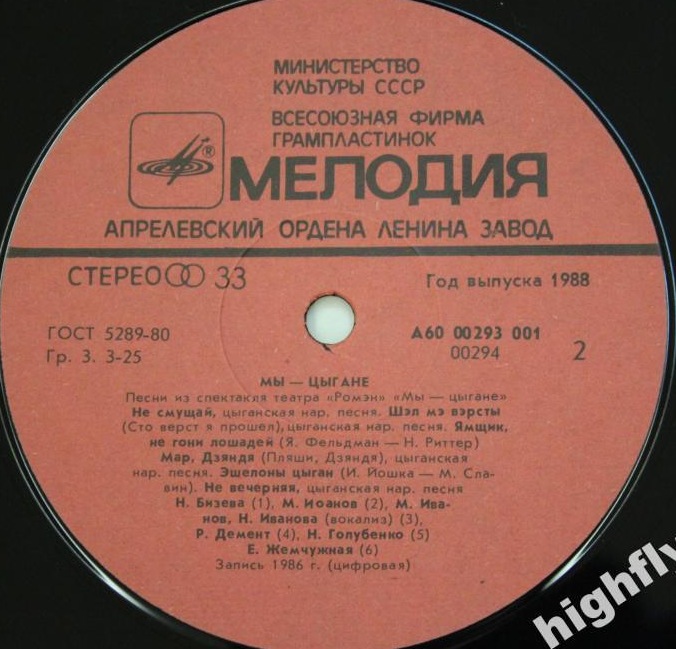 МИНИСТЕРСТВО
КУЛЬТУРЫ СССР
ВСЕСОЮЗНАЯ ФИРМА
ГРАМПЛАСТИНОК
®
МЕЛОДИЯ
АПРЕЛЕВСКИЙ ОРДЕНА ЛЕНИНА ЗАВОД
СТЕРЕО 33
Год выпуска 1988
ГОСТ 5289-80
Гр. 3. 3-25
А60 00293 001
00294
2
МЫ — ЦЫГАНЕ
Песни из спектакля театра «Ромэн» «Мы — цыгане»
Не смущай, цыганская нар. песня. Шэл мэ вэрсты
(Сто верст я прошел), цыганская нар. песня. Ямщик,
не гони лошадей (Я. Фельдман — Н. Риттер)
Мар, Дзяндя (Пляши, Дзяндя), цыганская
нар. песня. Эшелоны цыган (И. Йошка — М. Сла-
вин). Не вечерняя, цыганская нар. песня
Н. Бизева (1), М. Иоанов (2), М. Ива-
нов, Н. Иванова (вокализ) (3),
Р. Демент (4), Н. Голубенко (5)
Е. Жемчужная (6)
Запись 1986 г. (цифровая)
highfly